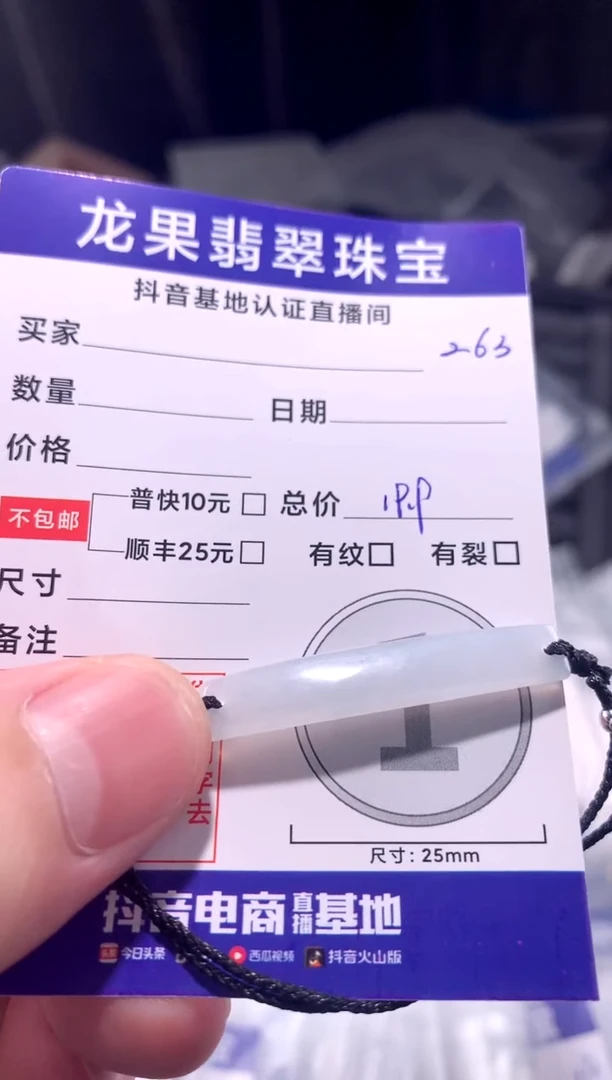 龙果翡翠珠宝
抖音基地认证直播间
买家 263
数量 日期
价格
不包邮 普快10元 总价
顺丰25元 有纹 有裂
尺寸
备注
字
去
1
尺寸：25mm
抖音电商直播基地
今日头条 西瓜视频 抖音火山版